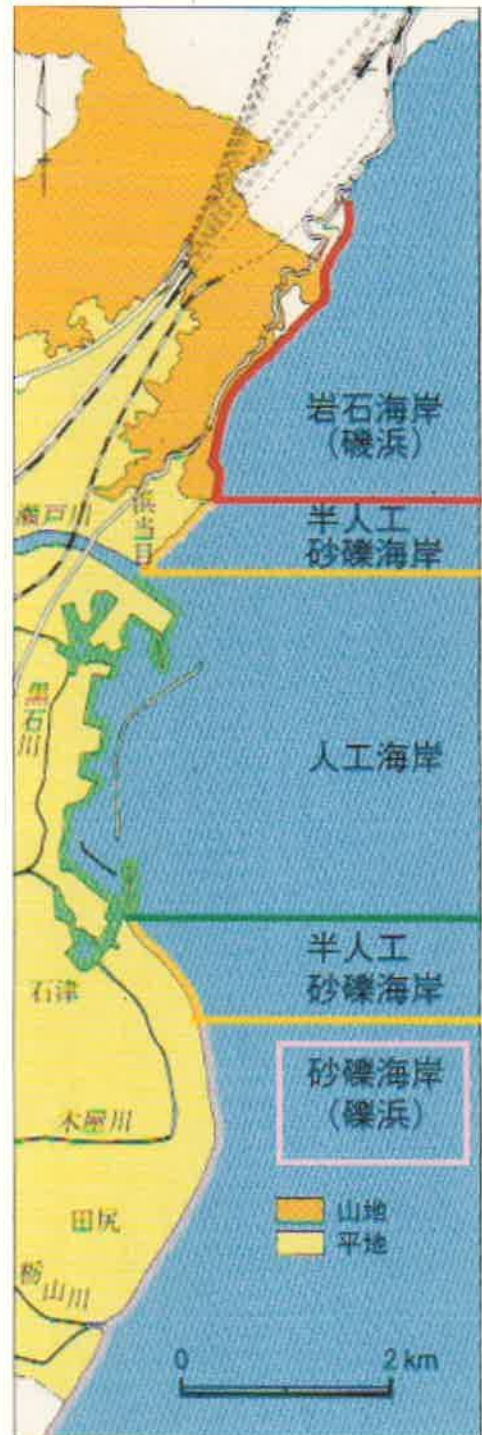 岩石海岸
(磯浜)
半人工
砂礫海岸
瀬戸川
浜当目
人工海岸
黒石川
半人工
砂礫海岸
石津
砂礫海岸
(礫浜)
木屋川
田尻
山地
平地
栃山川
0 2 km